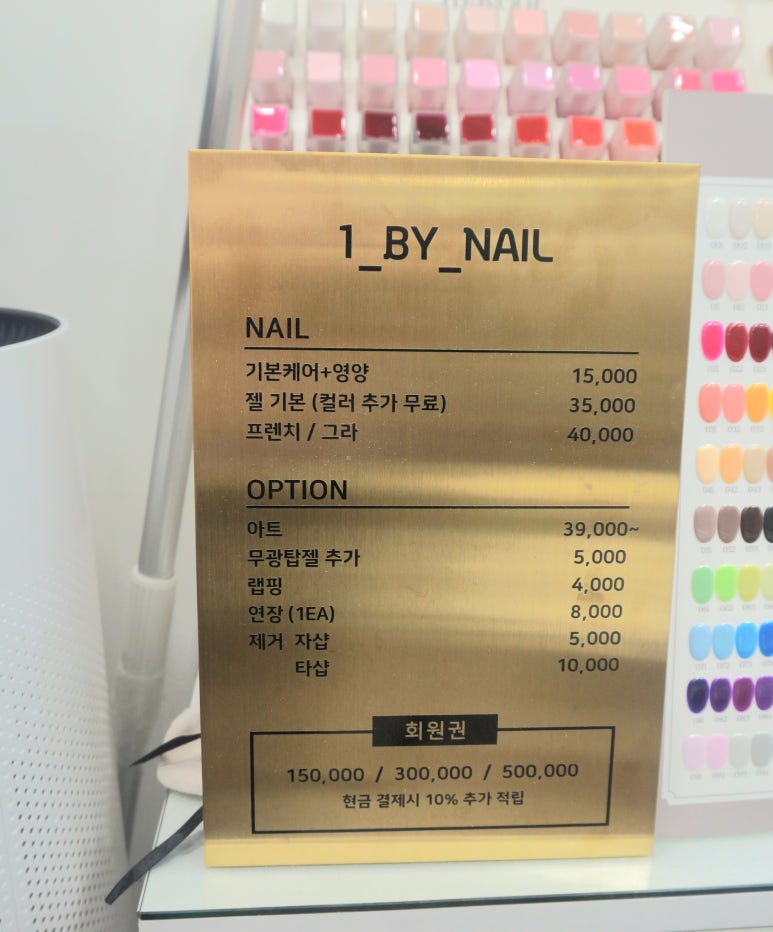 1_BY_NAIL
NAIL
기본케어+영양 15,000
젤 기본 (컬러 추가 무료) 35,000
프렌치 / 그라 40,000
OPTION
아트 39,000~
무광탑젤 추가 5,000
랩핑 4,000
연장 (1EA) 8,000
제거 자샵 5,000
타샵 10,000
회원권
150,000 / 300,000 / 500,000
현금 결제시 10% 추가 적립